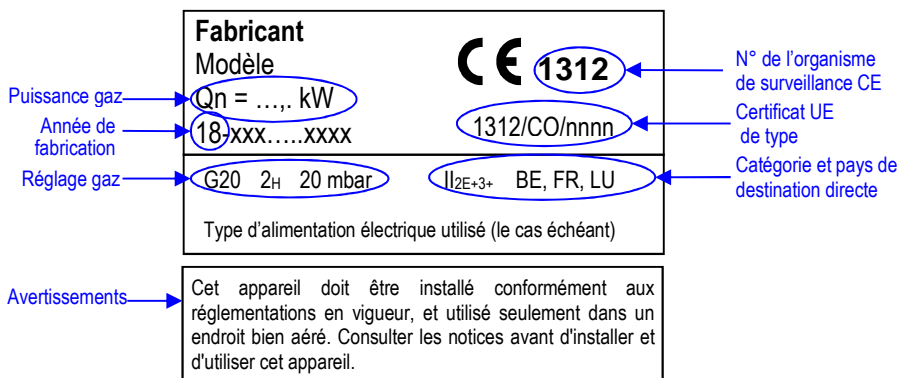 Fabricant
Modèle
CE 1312
N° de l'organisme
de surveillance CE
Puissance gaz
Qn = …,. kW
Année de
fabrication
18-xxx…..xxxx
1312/CO/nnnn
Certificat UE
de type
Réglage gaz
G20 2H 20 mbar
II2E+3+ BE, FR, LU
Catégorie et pays de
destination directe
Type d'alimentation électrique utilisé (le cas échéant)
Avertissements
Cet appareil doit être installé conformément aux
réglementations en vigueur, et utilisé seulement dans un
endroit bien aéré. Consulter les notices avant d'installer et
d'utiliser cet appareil.